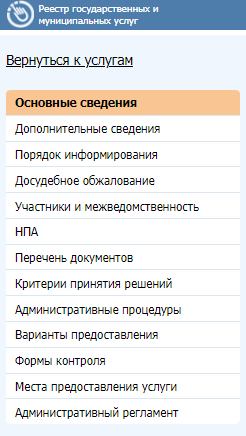 Реестр государственных и
муниципальных услуг
Вернуться к услугам
Основные сведения
Дополнительные сведения
Порядок информирования
Досудебное обжалование
Участники и межведомственность
НПА
Перечень документов
Критерии принятия решений
Административные процедуры
Варианты предоставления
Формы контроля
Места предоставления услуги
Административный регламент